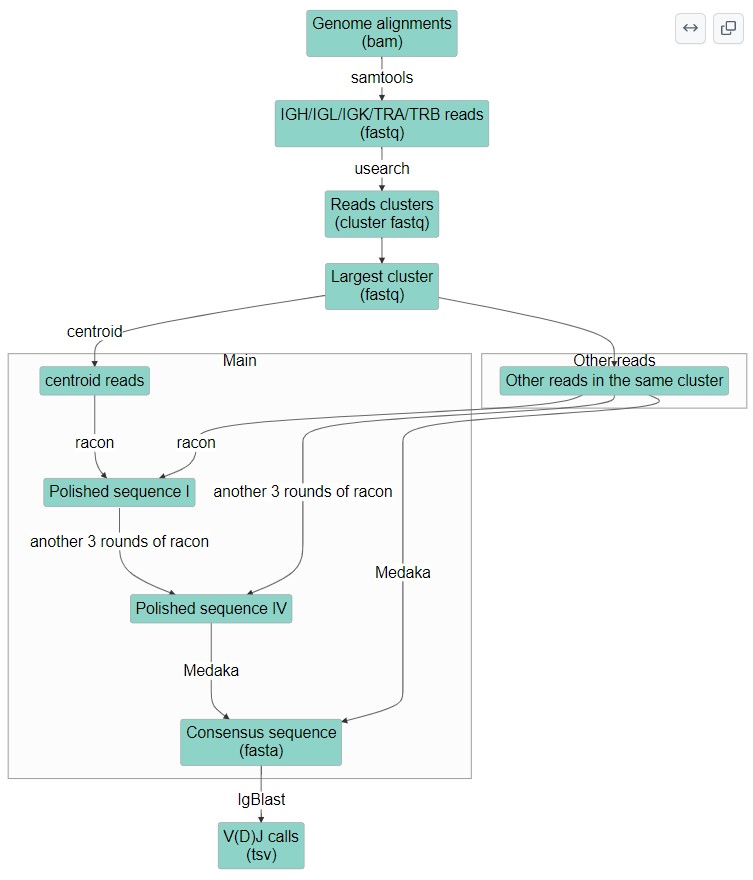 Genome alignments
(bam)
samtools
IGH/IGL/IGK/TRA/TRB reads
(fastq)
usearch
Reads clusters
(cluster fastq)
Largest cluster
(fastq)
centroid
Main
Other reads
centroid reads
Other reads in the same cluster
racon
racon
Polished sequence I
another 3 rounds of racon
another 3 rounds of racon
Medaka
Polished sequence IV
Medaka
Consensus sequence
(fasta)
IgBlast
V(D)J calls
(tsv)